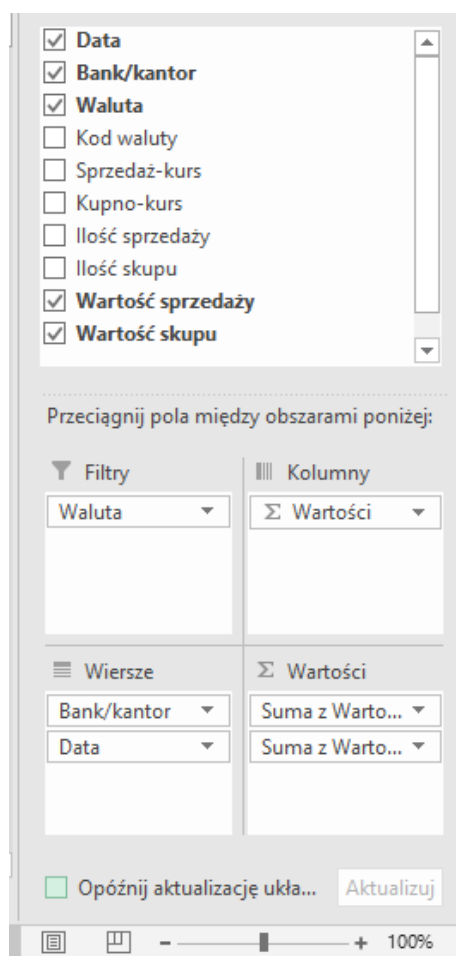 Data
Bank/kantor
Waluta
Kod waluty
Sprzedaż-kurs
Kupno-kurs
Ilość sprzedaży
Ilość skupu
Wartość sprzedaży
Wartość skupu
Przeciągnij pola między obszarami poniżej:
Filtry
Kolumny
Waluta
Σ Wartości
Wiersze
Σ Wartości
Bank/kantor
Suma z Warto...
Data
Suma z Warto...
Opóźnij aktualizację ukła...
Aktualizuj
- + 100%